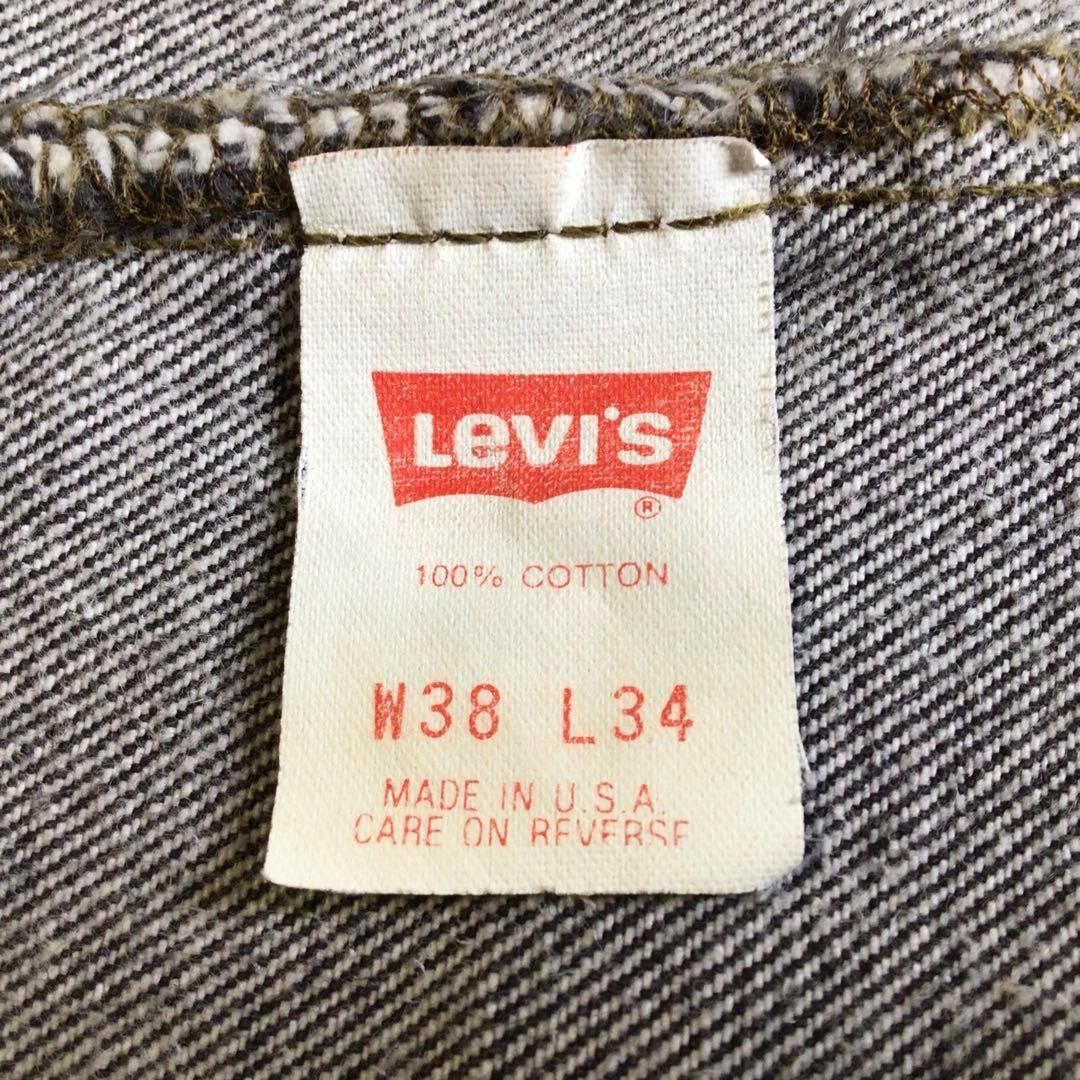 LEVI'S
®
100% COTTON
W38 L34
MADE IN U.S.A.
CARE ON REVERSE